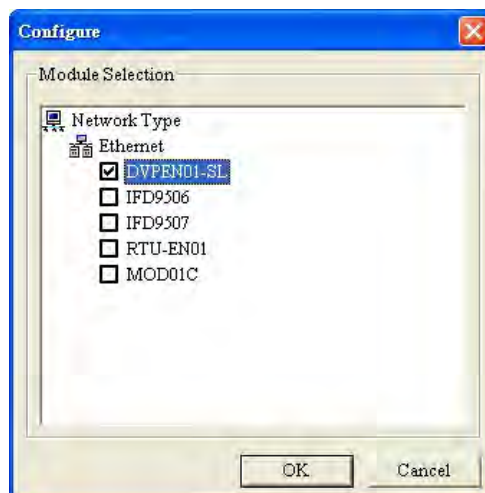 Configure
Module Selection
Network Type
Ethernet
DVPEN01-SL
IFD9506
IFD9507
RTU-EN01
MOD01C
OK
Cancel